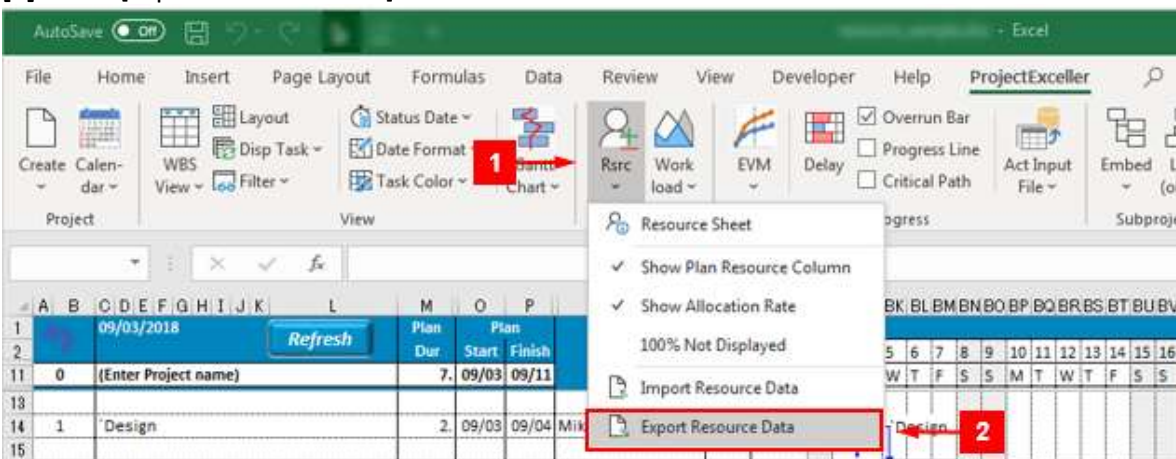 AutoSave Off - Excel
File Home Insert Page Layout Formulas Data Review View Developer Help ProjectExceller
Layout Status Date Overrun Bar
Disp Task Date Format Progress Line
Create Calen- WBS Gantt Rsrc Work EVM Delay Act Input Embed
dar View Filter Task Color Chart load Critical Path File
1
Project View Subproje
Resource Sheet
fx Show Plan Resource Column
Show Allocation Rate
100% Not Displayed
Import Resource Data
Export Resource Data
2
A B C D E F G H I J K L M O P BK BL BM BN BO BP BQ BR BS BT BU BV
1 09/03/2018 Refresh Plan Plan
2 Dur Start Finish 5 6 7 8 9 10 11 12 13 14 15 16
11 0 (Enter Project name) 7. 09/03 09/11 W T F S S M T W T F S S
13
14 1 `Design 2. 09/03 09/04 Mik `Design
15